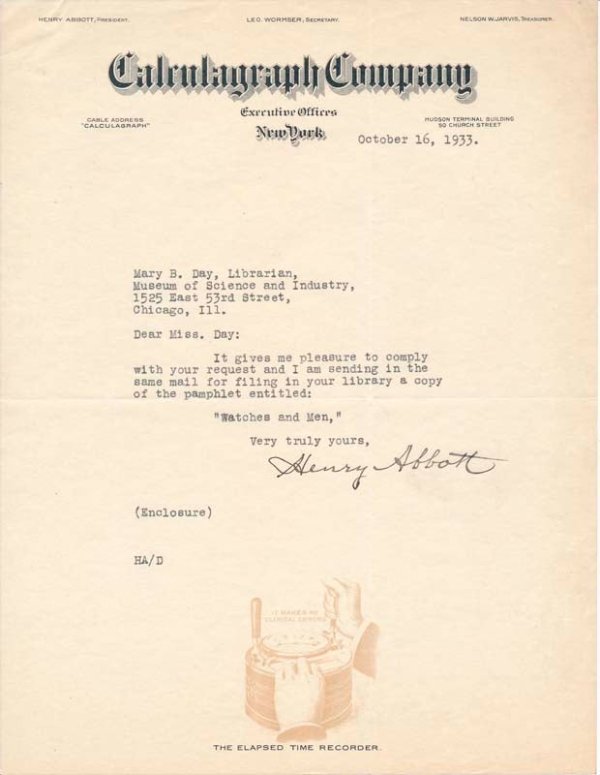 HENRY ABBOTT, PRESIDENT. LEO. WORMSER, SECRETARY. NELSON W. JARVIS, TREASURER.
Calculagraph Company
Executive Offices
CABLE ADDRESS
"CALCULAGRAPH"
New York
HUDSON TERMINAL BUILDING
50 CHURCH STREET
October 16, 1933.
Mary B. Day, Librarian,
Museum of Science and Industry,
1525 East 53rd Street,
Chicago, Ill.
Dear Miss. Day:
It gives me pleasure to comply
with your request and I am sending in the
same mail for filing in your library a copy
of the pamphlet entitled:
"Watches and Men,"
Very truly yours,
Henry Abbott
(Enclosure)
HA/D
IT MAKES NO
CLERICAL ERRORS
THE ELAPSED TIME RECORDER.